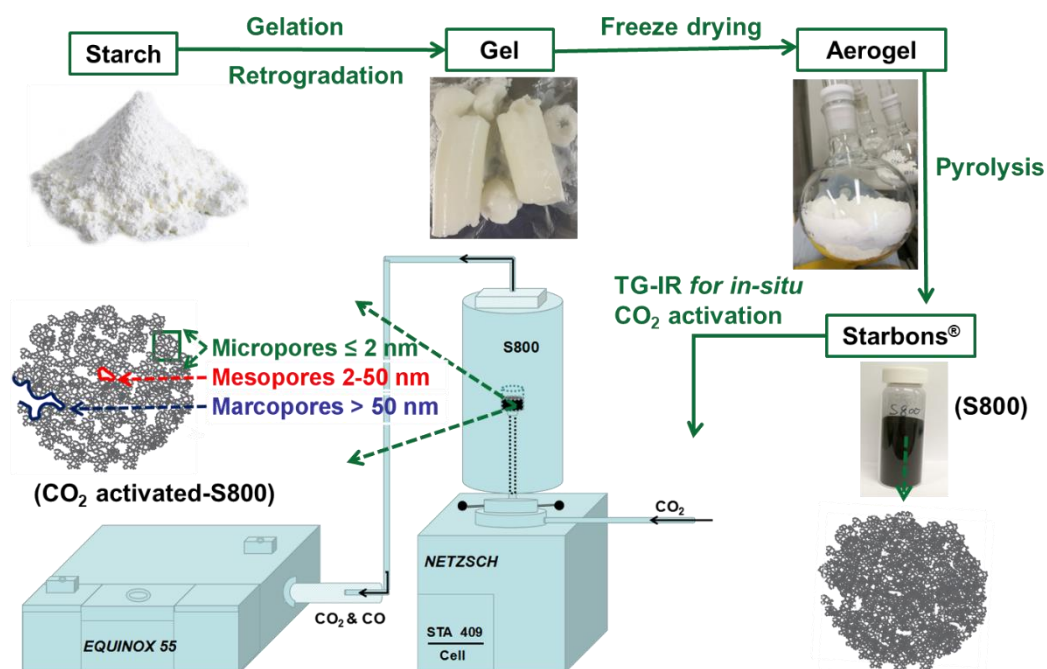 Starch
Gelation
Retrogradation
Gel
Freeze drying
Aerogel
Pyrolysis
TG-IR for in-situ
CO₂ activation
Starbons®
(S800)
S800
S800
Micropores ≤ 2 nm
Mesopores 2-50 nm
Marcopores > 50 nm
(CO₂ activated-S800)
CO₂
NETZSCH
CO₂ & CO
EQUINOX 55
STA 409
Cell